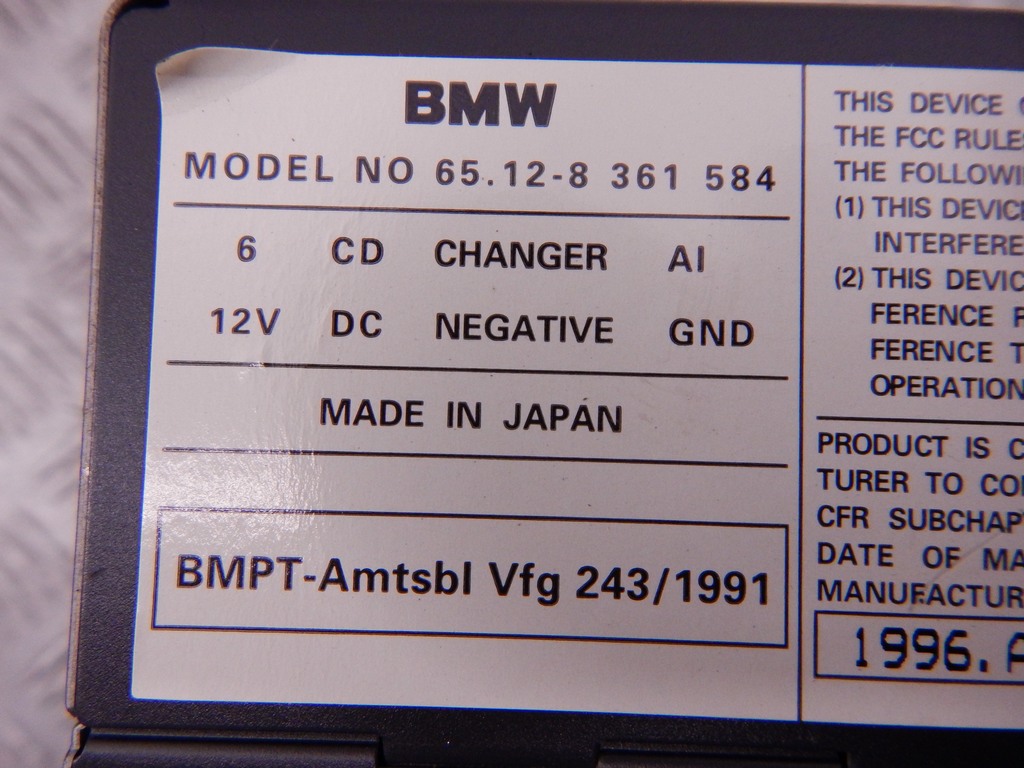 BMW
MODEL NO 65.12-8 361 584
6 CD CHANGER AI
12V DC NEGATIVE GND
MADE IN JAPAN
BMPT-Amtsbl Vfg 243/1991
THIS DEVICE
THE FCC RULES
THE FOLLOWI
(1) THIS DEVIC
INTERFERE
(2) THIS DEVIC
FERENCE
FERENCE
OPERATION
PRODUCT IS
TURER TO CO
CFR SUBCHAP
DATE OF MA
MANUFACTUR
1996.